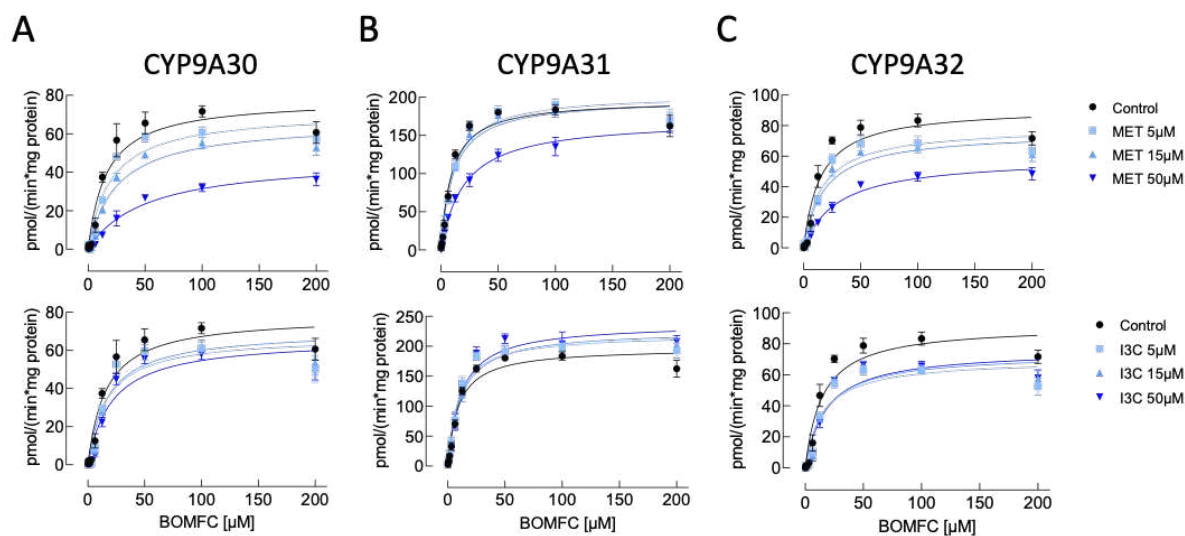 A
CYP9A30
B
CYP9A31
C
CYP9A32
pmol/(min*mg protein)
80
60
40
20
0
0 50 100 150 200
pmol/(min*mg protein)
200
150
100
50
0
0 50 100 150 200
pmol/(min*mg protein)
100
80
60
40
20
0
0 50 100 150 200
Control
MET 5µM
MET 15µM
MET 50µM
pmol/(min*mg protein)
80
60
40
20
0
0 50 100 150 200
BOMFC [µM]
pmol/(min*mg protein)
250
200
150
100
50
0
0 50 100 150 200
BOMFC [µM]
pmol/(min*mg protein)
100
80
60
40
20
0
0 50 100 150 200
BOMFC [µM]
Control
I3C 5µM
I3C 15µM
I3C 50µM